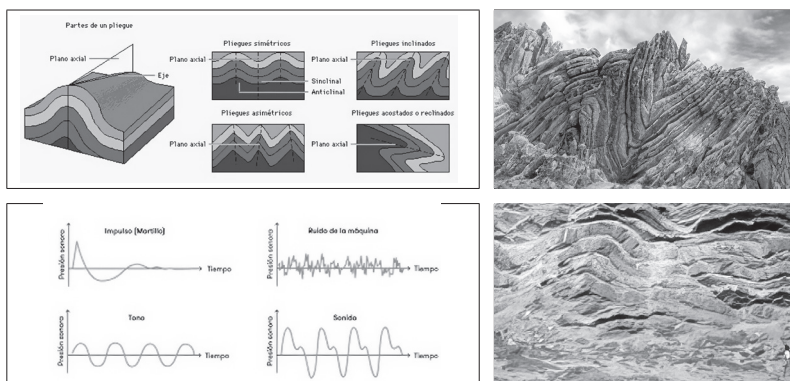 Partes de un pliegue
Plano axial
Eje
Pliegues simétricos
Plano axial
Sinclinal
Anticlinal
Pliegues inclinados
Plano axial
Pliegues asimétricos
Plano axial
Pliegues acostados o reclinados
Plano axial
Impulso (Martillo)
Presión sonora
Tiempo
Ruido de la máquina
Presión sonora
Tiempo
Tono
Presión sonora
Tiempo
Sonido
Presión sonora
Tiempo